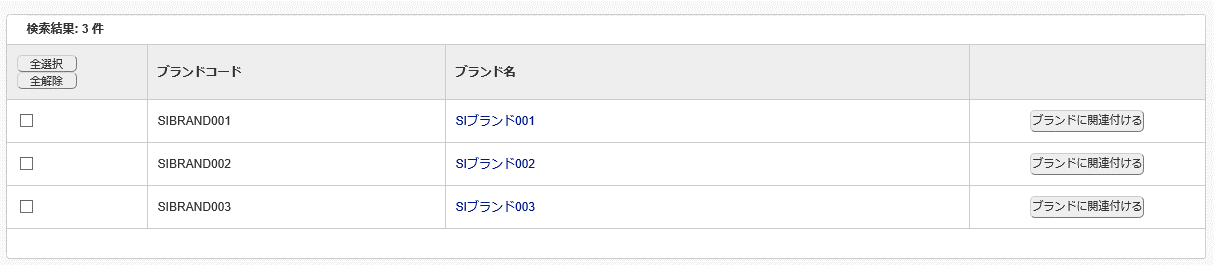 検索結果: 3 件
全選択
全解除
ブランドコード
ブランド名
SIBRAND001
SIブランド001
ブランドに関連付ける
SIBRAND002
SIブランド002
ブランドに関連付ける
SIBRAND003
SIブランド003
ブランドに関連付ける